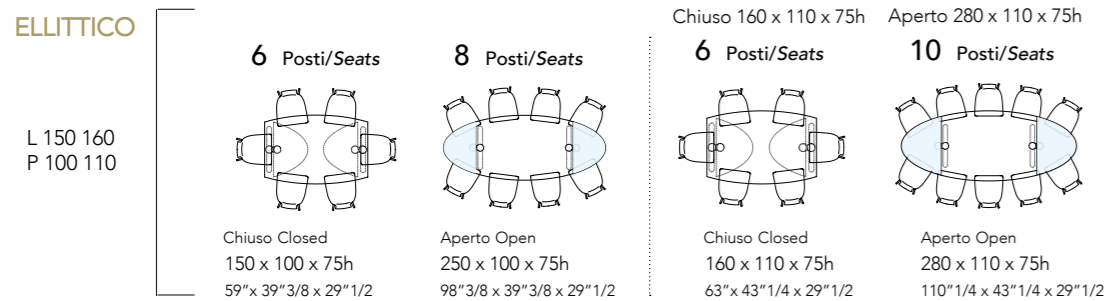 ELLITTICO
L 150 160
P 100 110
6 Posti/Seats
8 Posti/Seats
Chiuso Closed
150 x 100 x 75h
59"x 39"3/8 x 29"1/2
Aperto Open
250 x 100 x 75h
98"3/8 x 39"3/8 x 29"1/2
Chiuso 160 x 110 x 75h
Aperto 280 x 110 x 75h
6 Posti/Seats
10 Posti/Seats
Chiuso Closed
160 x 110 x 75h
63"x 43"1/4 x 29"1/2
Aperto Open
280 x 110 x 75h
110"1/4 x 43"1/4 x 29"1/2